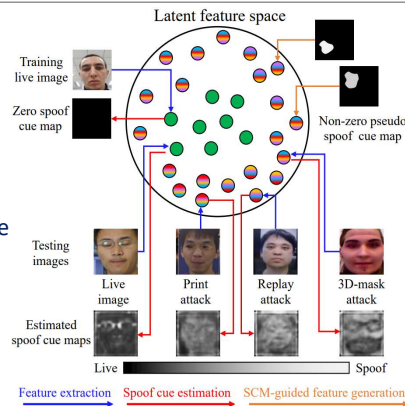 Latent feature space
Training
live image
Zero spoof
cue map
Non-zero pseudo
spoof cue map
e
Testing
images
Live
image
Print
attack
Replay
attack
3D-mask
attack
Estimated
spoof cue maps
Live
Spoof
Feature extraction
Spoof cue estimation
SCM-guided feature generation